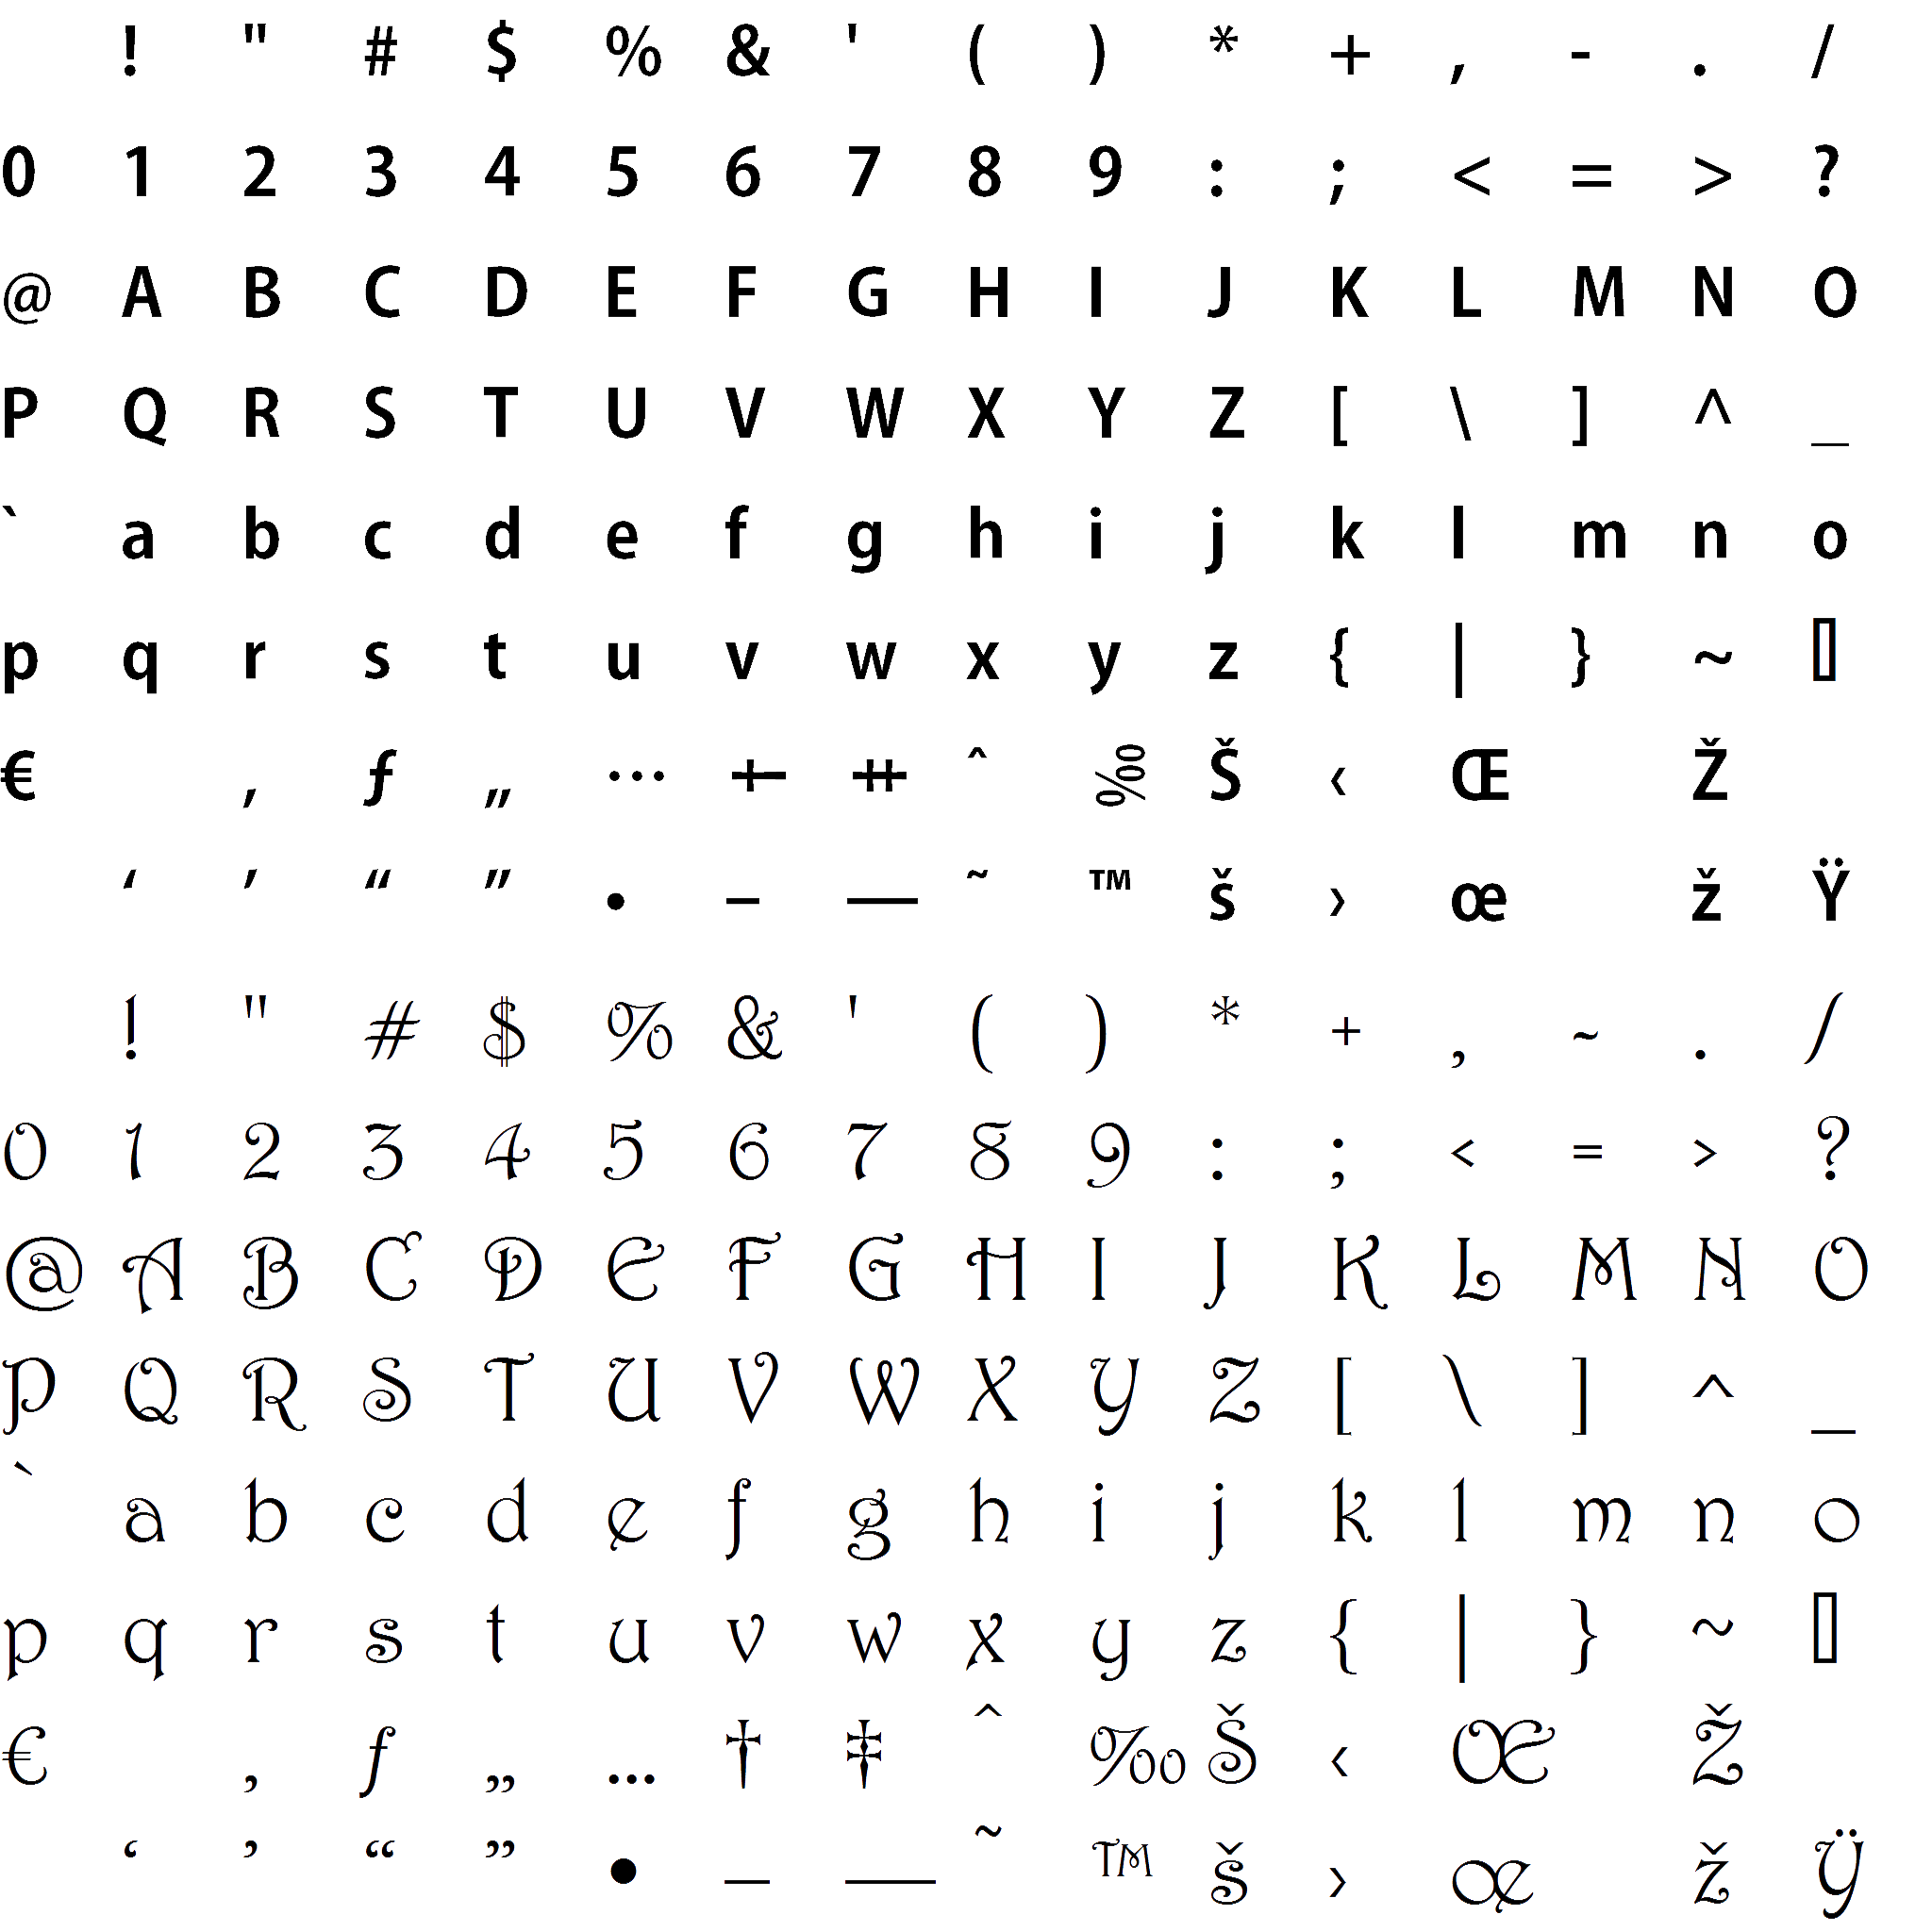 ! " # $ % & ' ( ) * + , - . /
0 1 2 3 4 5 6 7 8 9 : ; < = > ?
@ A B C D E F G H I J K L M N O
P Q R S T U V W X Y Z [ \ ] ^ _
` a b c d e f g h i j k l m n o
p q r s t u v w x y z { | } ~ ▯
€ ‚ ƒ „ … † ‡ ˆ ‰ Š ‹ Œ Ž
‘ ’ “ ” • – — ˜ ™ š › œ ž Ÿ
! " # $ % & ' ( ) * + , ~ . /
0 1 2 3 4 5 6 7 8 9 : ; < = > ?
@ A B C D E F G H I J K L M N O
P Q R S T U V W X Y Z [ \ ] ^ _
` a b c d e f g h i j k l m n o
p q r s t u v w x y z { | } ~ ▯
€ ‚ ƒ „ … † ‡ ˆ ‰ Š ‹ Œ Ž
‘ ’ “ ” • – — ˜ ™ š › œ ž Ÿ